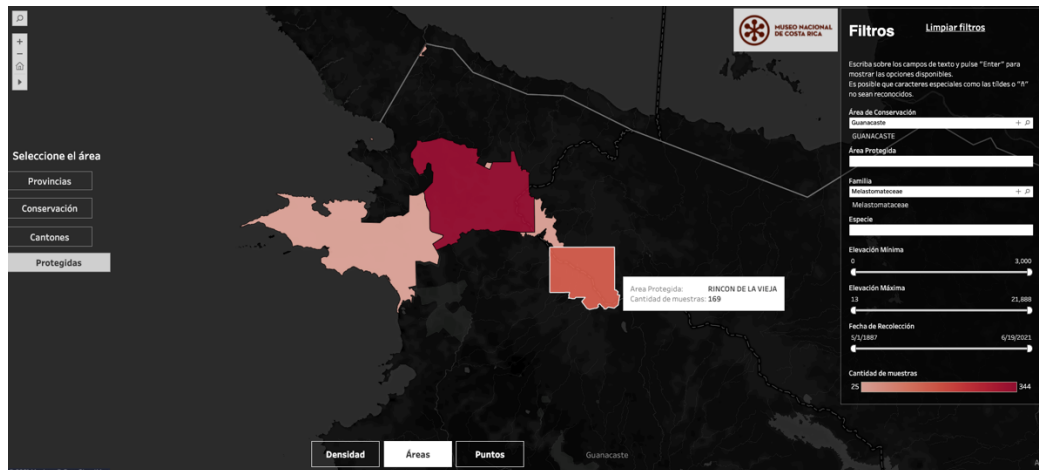 MUSEO NACIONAL
DE COSTA RICA
Filtros
Limpiar filtros
Escriba sobre los campos de texto y pulse "Enter" para
mostrar las opciones disponibles.
Es posible que caracteres especiales como las tildes o "ñ"
no sean reconocidos.
Área de Conservación
Guanacaste
GUANACASTE
Área Protegida
Familia
Melastomateceae
Melastomataceae
Especie
Elevación Mínima
0 3,000
Elevación Máxima
13 21,888
Fecha de Recolección
5/1/1887 6/19/2021
Cantidad de muestras
25 344
Seleccione el área
Provincias
Conservación
Cantones
Protegidas
Area Protegida: RINCON DE LA VIEJA
Cantidad de muestras: 169
Densidad
Áreas
Puntos
Guanacaste